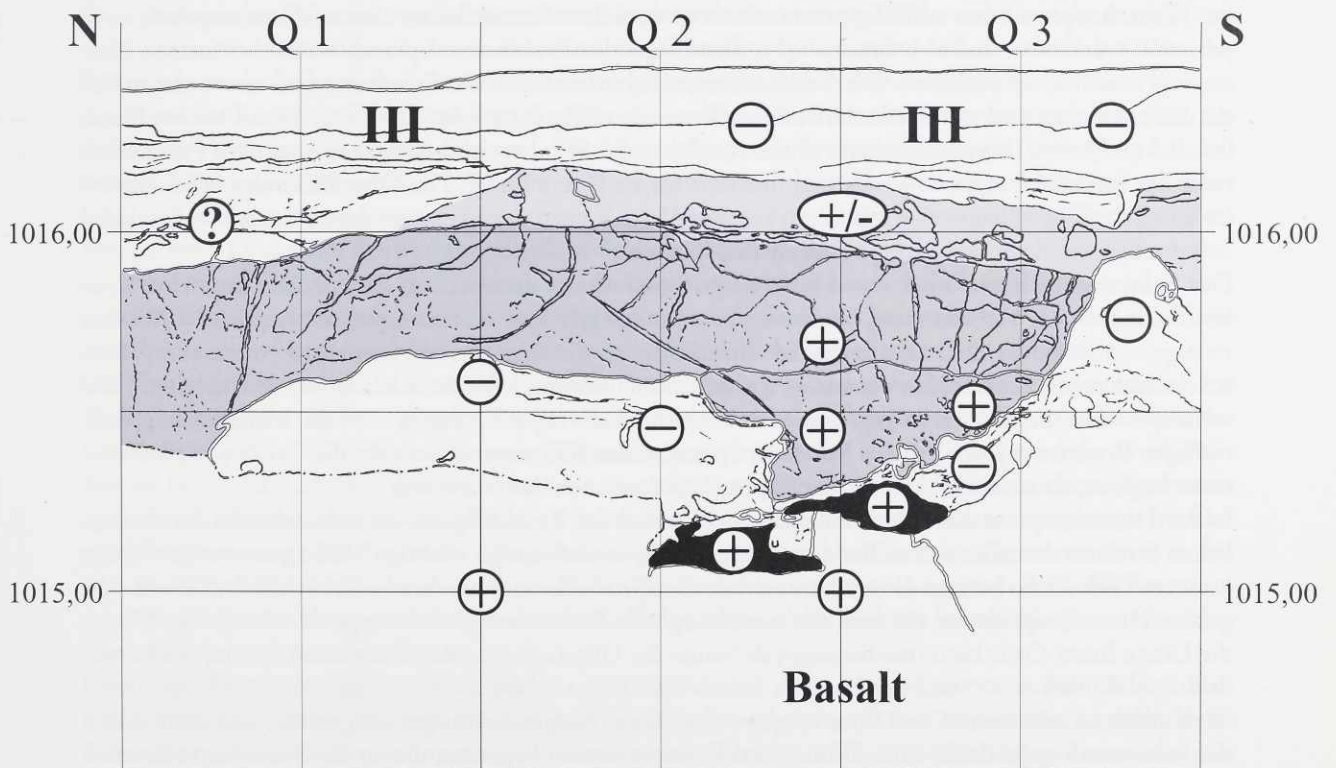 N Q 1 Q 2 Q 3 S
III III − −
? +/-
1016,00 1016,00
−
+
−
+
− +
−
+
+
1015,00 + + 1015,00
Basalt